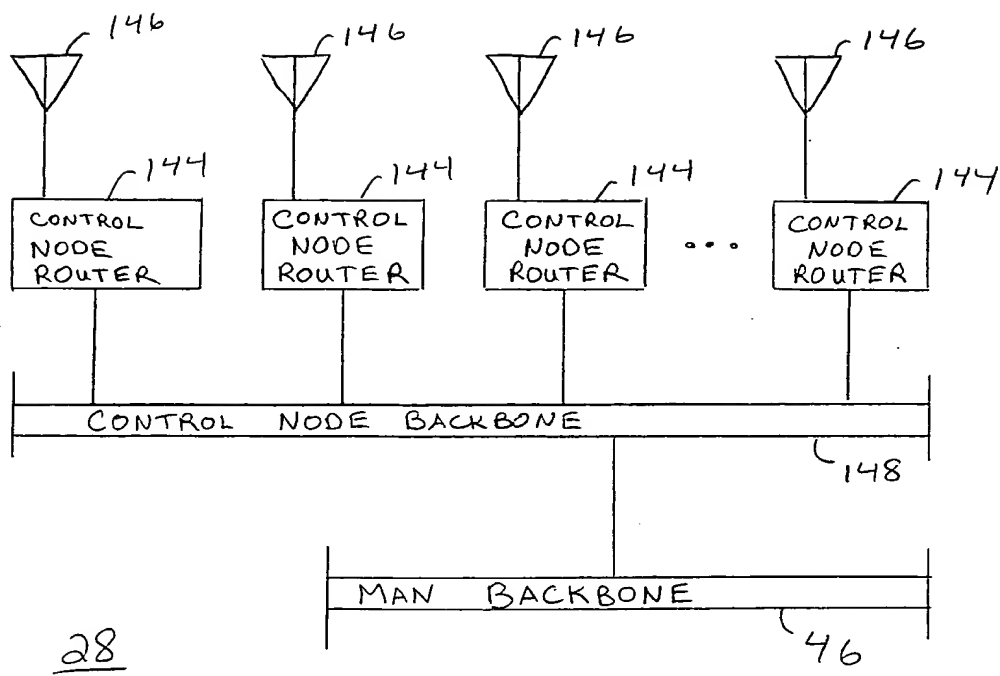 146 146 146 146
144 144 144 144
CONTROL
NODE
ROUTER
CONTROL
NODE
ROUTER
CONTROL
NODE
ROUTER
...
CONTROL
NODE
ROUTER
CONTROL NODE BACKBONE
148
MAN BACKBONE
46
28